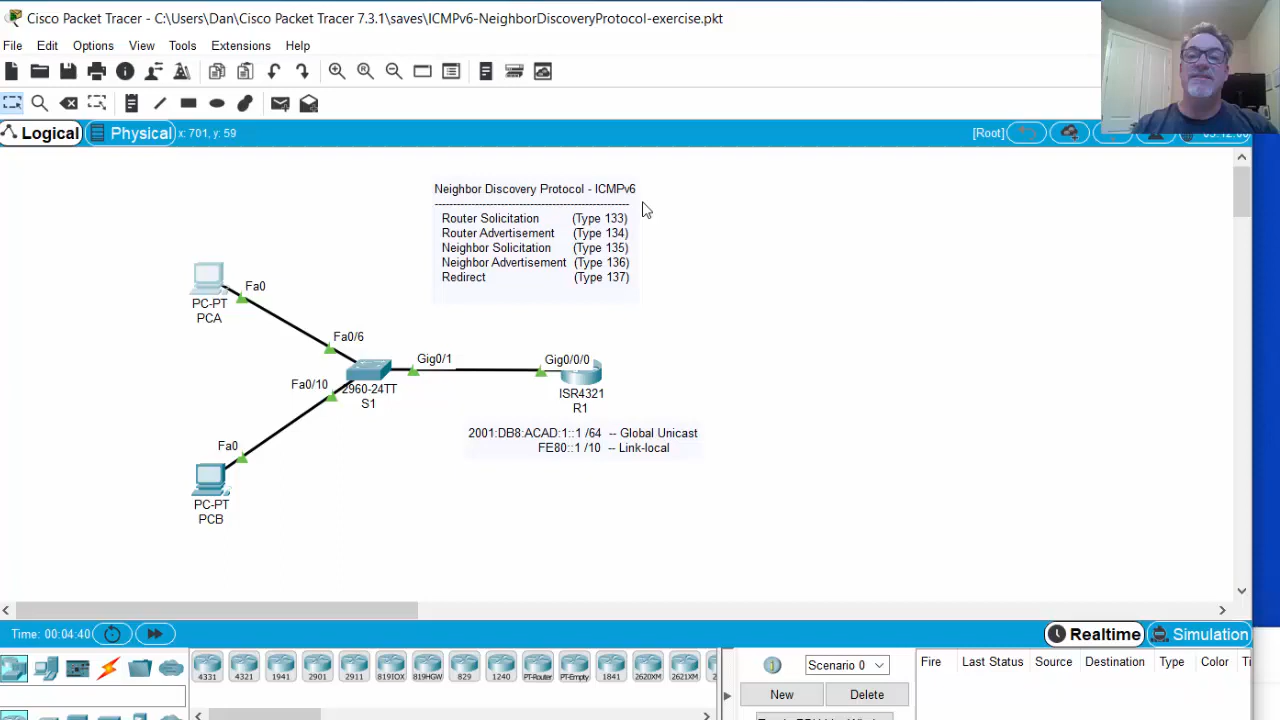 Cisco Packet Tracer - C:\Users\Dan\Cisco Packet Tracer 7.3.1\saves\ICMPv6-NeighborDiscoveryProtocol-exercise.pkt
File Edit Options View Tools Extensions Help
Logical Physical x: 701, y: 59 [Root]
Neighbor Discovery Protocol - ICMPv6
------------------------------------------------
Router Solicitation (Type 133)
Router Advertisement (Type 134)
Neighbor Solicitation (Type 135)
Neighbor Advertisement (Type 136)
Redirect (Type 137)
Fa0
PC-PT
PCA
Fa0/6
Gig0/1
Gig0/0/0
Fa0/10
2960-24TT
S1
ISR4321
R1
2001:DB8:ACAD:1::1 /64 -- Global Unicast
FE80::1 /10 -- Link-local
Fa0
PC-PT
PCB
Time: 00:04:40
Realtime Simulation
4331 4321 1941 2901 2911 819IOX 819HGW 829 1240 PT-Router PT-Empty 1841 2620XM 2621XM
Scenario 0
New Delete
Fire Last Status Source Destination Type Color